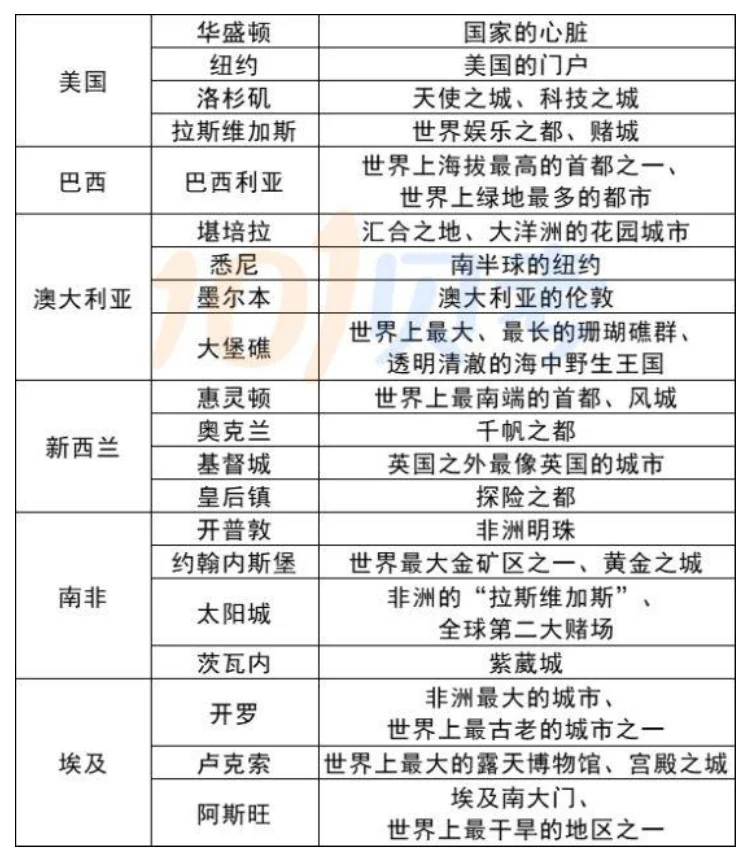 美国
华盛顿 国家的心脏
纽约 美国的门户
洛杉矶 天使之城、科技之城
拉斯维加斯 世界娱乐之都、赌城
巴西
巴西利亚 世界上海拔最高的首都之一、
世界上绿地最多的都市
澳大利亚
堪培拉 汇合之地、大洋洲的花园城市
悉尼 南半球的纽约
墨尔本 澳大利亚的伦敦
大堡礁 世界上最大、最长的珊瑚礁群、
透明清澈的海中野生王国
新西兰
惠灵顿 世界上最南端的首都、风城
奥克兰 千帆之都
基督城 英国之外最像英国的城市
皇后镇 探险之都
南非
开普敦 非洲明珠
约翰内斯堡 世界最大金矿区之一、黄金之城
太阳城 非洲的“拉斯维加斯”、
全球第二大赌场
茨瓦内 紫葳城
埃及
开罗 非洲最大的城市、
世界上最古老的城市之一
卢克索 世界上最大的露天博物馆、宫殿之城
阿斯旺 埃及南大门、
世界上最干旱的地区之一